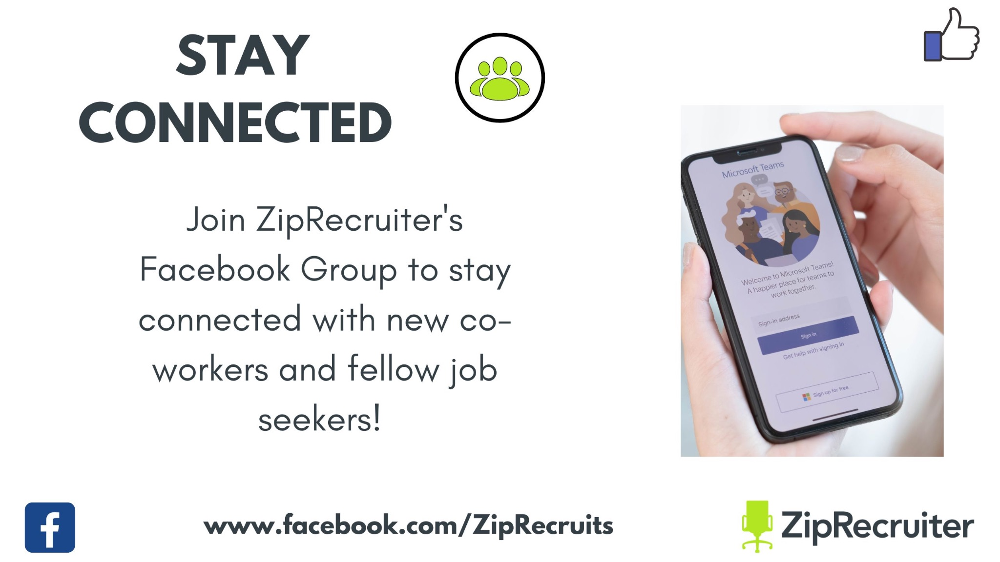 STAY
CONNECTED
Join ZipRecruiter's
Facebook Group to stay
connected with new co-
workers and fellow job
seekers!
Microsoft Teams
Welcome to Microsoft Teams!
A happier place for teams to
work together.
Sign-in address
Sign in
Get help with signing in
Sign up for free
www.facebook.com/ZipRecruits
ZipRecruiter